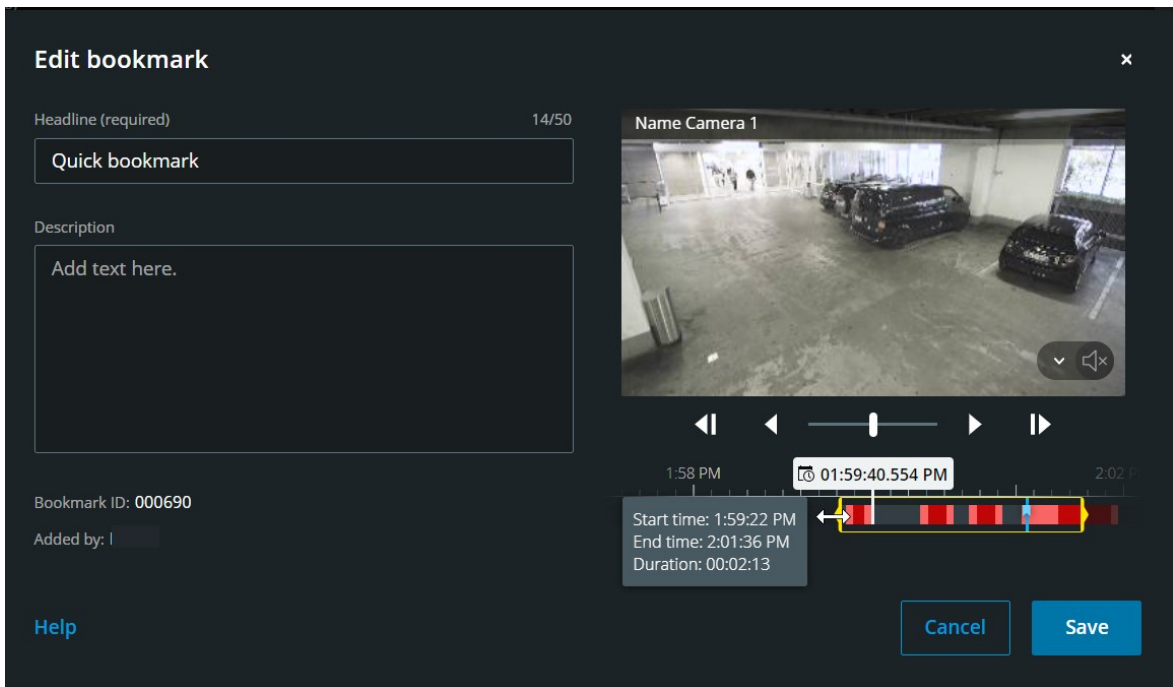 Edit bookmark
Headline (required) 14/50
Quick bookmark
Description
Add text here.
Bookmark ID: 000690
Added by:
Name Camera 1
1:58 PM 01:59:40.554 PM 2:02
Start time: 1:59:22 PM
End time: 2:01:36 PM
Duration: 00:02:13
Help
Cancel Save